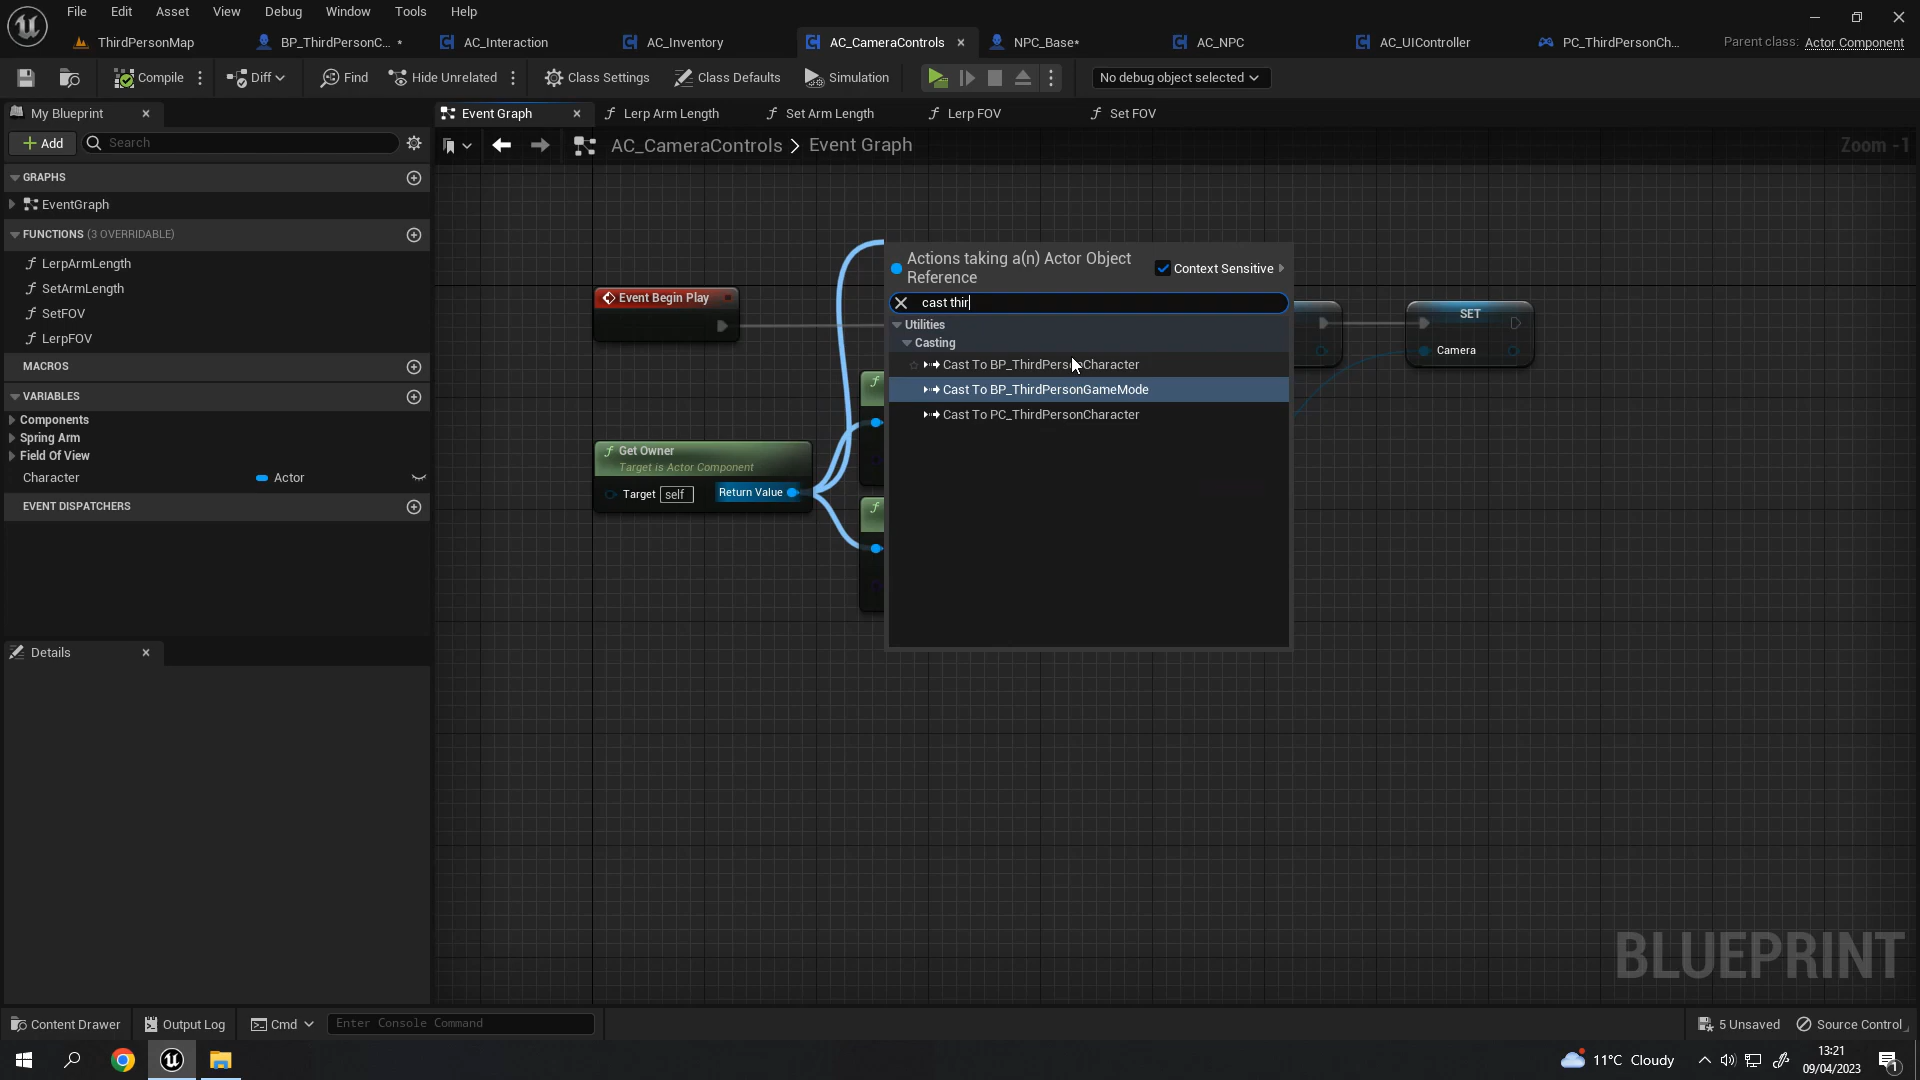 File Edit Asset View Debug Window Tools Help
ThirdPersonMap BP_ThirdPersonC... * AC_Interaction AC_Inventory AC_CameraControls NPC_Base* AC_NPC AC_UIController PC_ThirdPersonCh... Parent class: Actor Component
Compile Diff Find Hide Unrelated Class Settings Class Defaults Simulation No debug object selected
My Blueprint Event Graph Lerp Arm Length Set Arm Length Lerp FOV Set FOV
Add Search AC_CameraControls > Event Graph Zoom -1
GRAPHS
EventGraph
FUNCTIONS (3 OVERRIDABLE)
LerpArmLength
SetArmLength
SetFOV
LerpFOV
MACROS
VARIABLES
Components
Spring Arm
Field Of View
Character Actor
EVENT DISPATCHERS
Details
Event Begin Play
Get Owner
Target is Actor Component
Target self Return Value
Actions taking a(n) Actor Object
Reference
Context Sensitive
cast thir
Utilities
Casting
Cast To BP_ThirdPersonCharacter
Cast To BP_ThirdPersonGameMode
Cast To PC_ThirdPersonCharacter
SET
Camera
BLUEPRINT
Content Drawer Output Log Cmd Enter Console Command 5 Unsaved Source Control
11°C Cloudy 13:21
09/04/2023
1